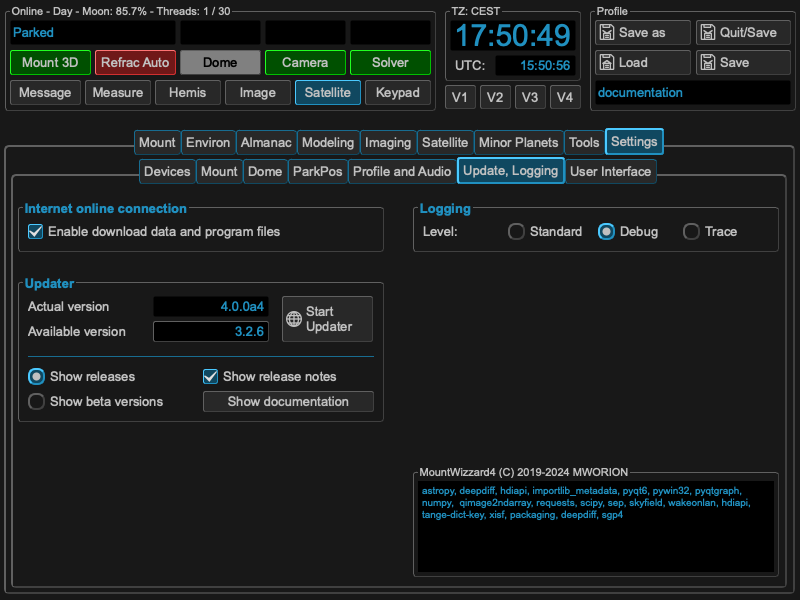 Online - Day - Moon: 85.7% - Threads: 1 / 30
Parked
Mount 3D
Refrac Auto
Dome
Camera
Solver
Message
Measure
Hemis
Image
Satellite
Keypad
TZ: CEST
17:50:49
UTC: 15:50:56
V1
V2
V3
V4
Profile
Save as
Quit/Save
Load
Save
documentation
Mount
Environ
Almanac
Modeling
Imaging
Satellite
Minor Planets
Tools
Settings
Devices
Mount
Dome
ParkPos
Profile and Audio
Update, Logging
User Interface
Internet online connection
Enable download data and program files
Logging
Level:
Standard
Debug
Trace
Updater
Actual version 4.0.0a4
Available version 3.2.6
Start
Updater
Show releases
Show release notes
Show beta versions
Show documentation
MountWizzard4 (C) 2019-2024 MWORION
astropy, deepdiff, hdiapi, importlib_metadata, pyqt6, pywin32, pyqtgraph,
numpy, qimage2ndarray, requests, scipy, sep, skyfield, wakeonlan, hdiapi,
tange-dict-key, xisf, packaging, deepdiff, sgp4